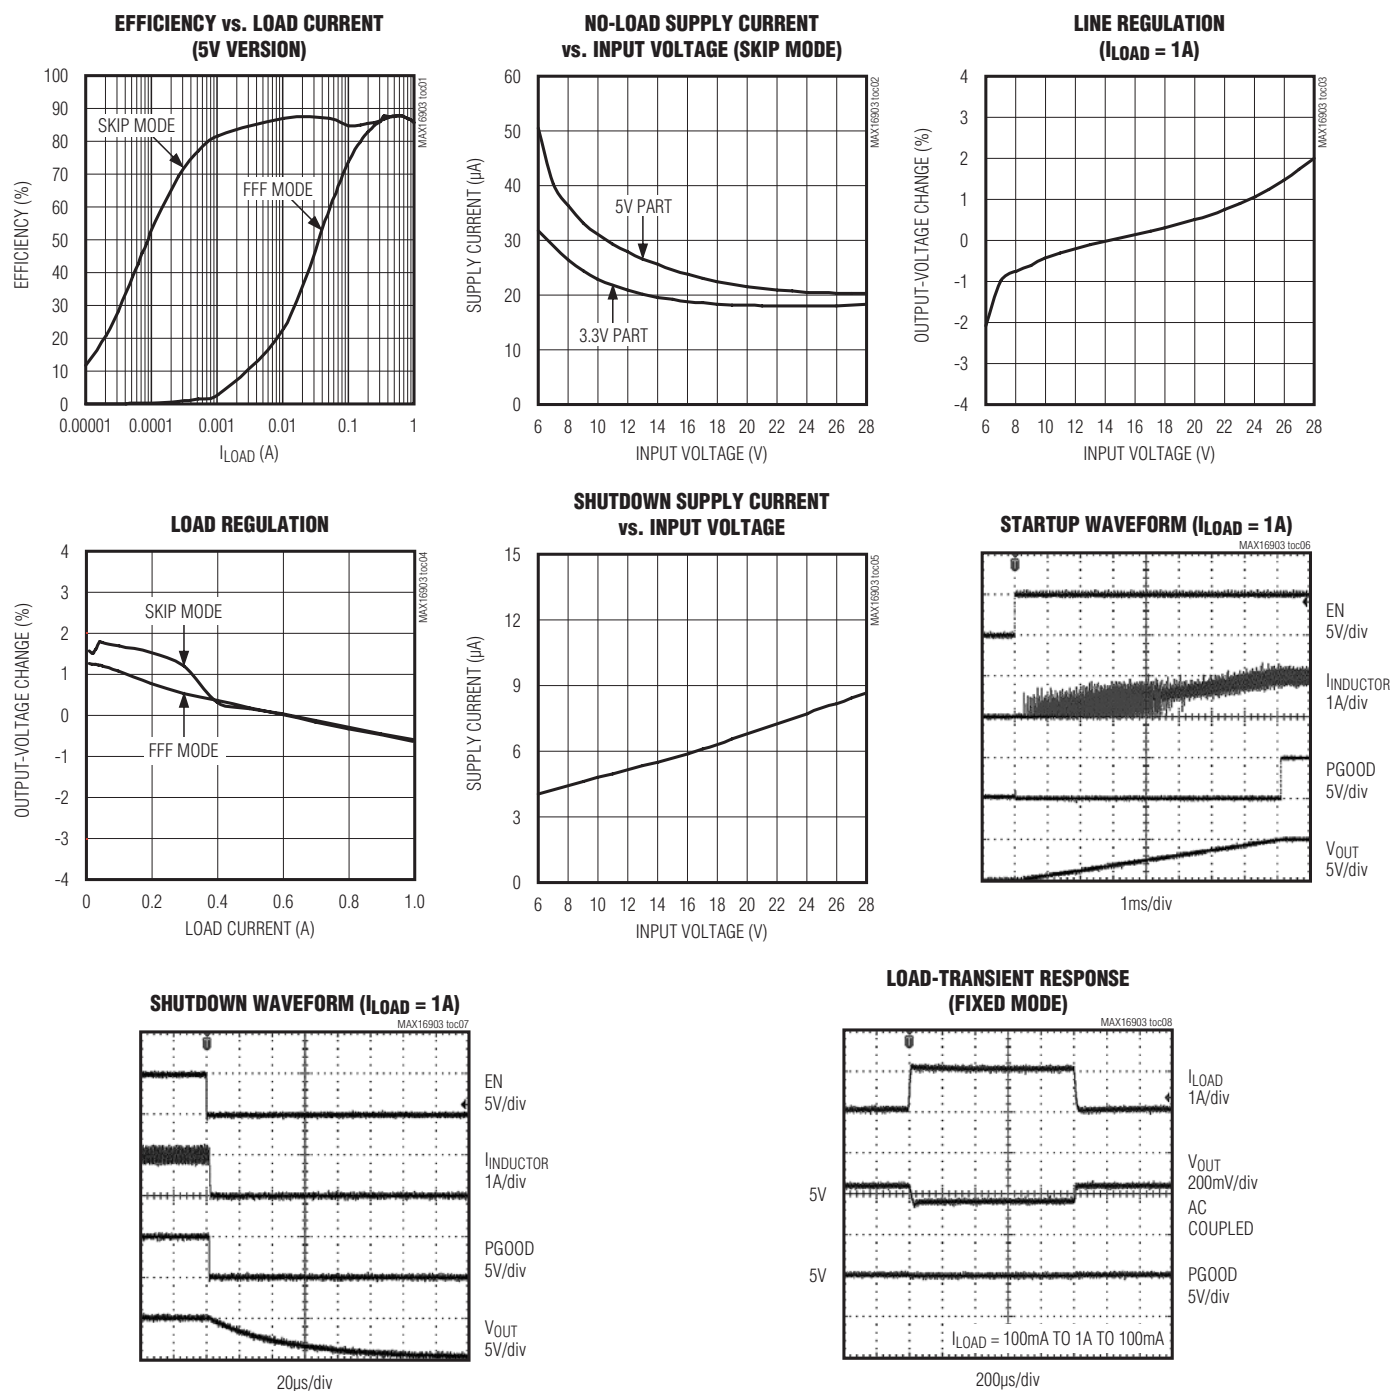 EFFICIENCY vs. LOAD CURRENT
(5V VERSION)
MAX16903 toc01
EFFICIENCY (%)
100
90
80
70
60
50
40
30
20
10
0
SKIP MODE
FFF MODE
0.00001 0.0001 0.001 0.01 0.1 1
ILOAD (A)
NO-LOAD SUPPLY CURRENT
vs. INPUT VOLTAGE (SKIP MODE)
MAX16903 toc02
SUPPLY CURRENT (µA)
60
50
40
30
20
10
0
5V PART
3.3V PART
6 8 10 12 14 16 18 20 22 24 26 28
INPUT VOLTAGE (V)
LINE REGULATION
(ILOAD = 1A)
MAX16903 toc03
OUTPUT-VOLTAGE CHANGE (%)
4
3
2
1
0
-1
-2
-3
-4
6 8 10 12 14 16 18 20 22 24 26 28
INPUT VOLTAGE (V)
LOAD REGULATION
MAX16903 toc04
OUTPUT-VOLTAGE CHANGE (%)
4
3
2
1
0
-1
-2
-3
-4
SKIP MODE
FFF MODE
0 0.2 0.4 0.6 0.8 1.0
LOAD CURRENT (A)
SHUTDOWN SUPPLY CURRENT
vs. INPUT VOLTAGE
MAX16903 toc05
SUPPLY CURRENT (µA)
15
12
9
6
3
0
6 8 10 12 14 16 18 20 22 24 26 28
INPUT VOLTAGE (V)
STARTUP WAVEFORM (ILOAD = 1A)
MAX16903 toc06
EN
5V/div
IINDUCTOR
1A/div
PGOOD
5V/div
VOUT
5V/div
1ms/div
SHUTDOWN WAVEFORM (ILOAD = 1A)
MAX16903 toc07
EN
5V/div
IINDUCTOR
1A/div
PGOOD
5V/div
VOUT
5V/div
20µs/div
LOAD-TRANSIENT RESPONSE
(FIXED MODE)
MAX16903 toc08
ILOAD
1A/div
VOUT
200mV/div
AC
COUPLED
5V
5V
PGOOD
5V/div
ILOAD = 100mA TO 1A TO 100mA
200µs/div